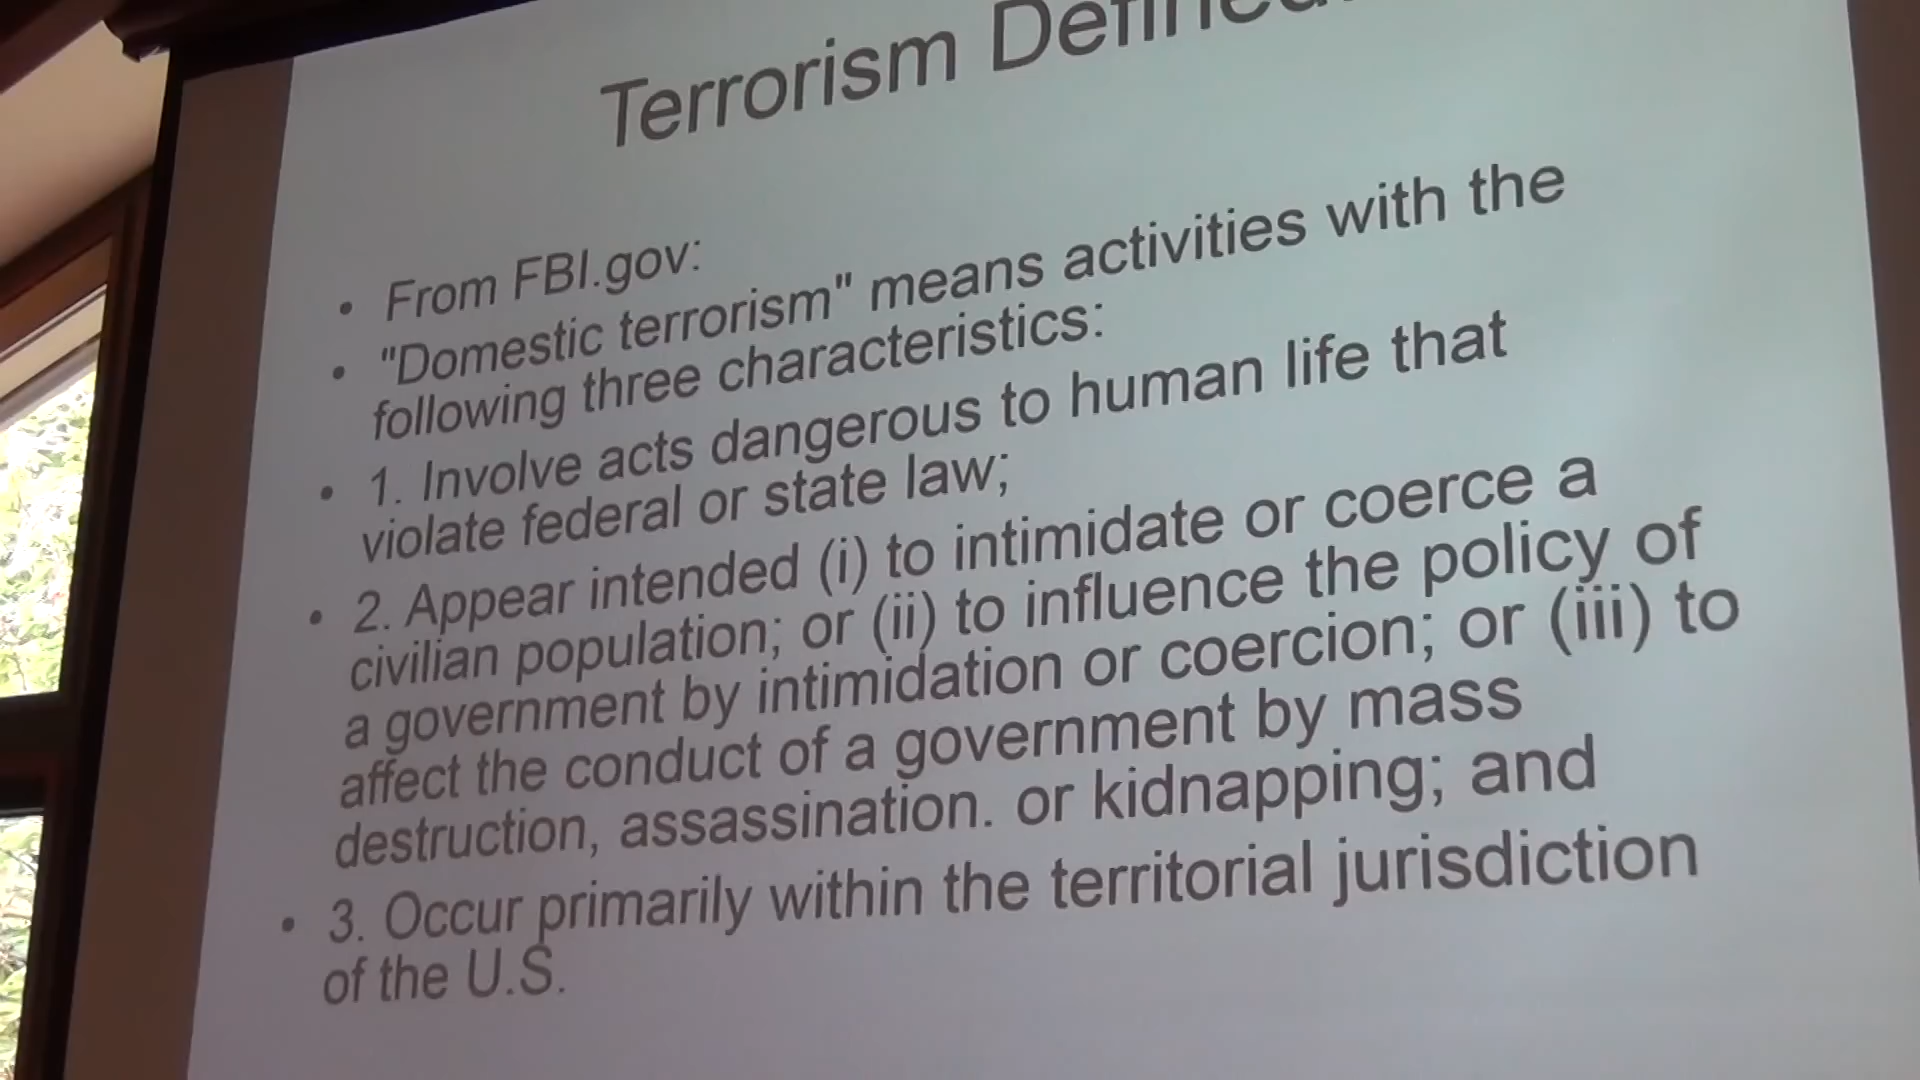 Terrorism Defined
• From FBI.gov:
• "Domestic terrorism" means activities with the
following three characteristics:
• 1. Involve acts dangerous to human life that
violate federal or state law;
• 2. Appear intended (i) to intimidate or coerce a
civilian population; or (ii) to influence the policy of
a government by intimidation or coercion; or (iii) to
affect the conduct of a government by mass
destruction, assassination. or kidnapping; and
• 3. Occur primarily within the territorial jurisdiction
of the U.S.